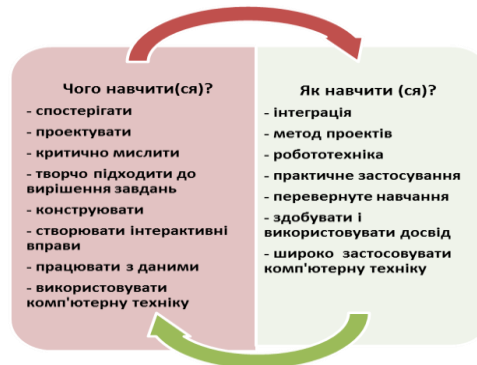 Чого навчити(ся)?
- спостерігати
- проектувати
- критично мислити
- творчо підходити до
вирішення завдань
- конструювати
- створювати інтерактивні
вправи
- працювати з даними
- використовувати
комп'ютерну техніку
Як навчити (ся)?
- інтеграція
- метод проектів
- робототехніка
- практичне застосування
- перевернуте навчання
- здобувати і
використовувати досвід
- широко застосовувати
комп'ютерну техніку